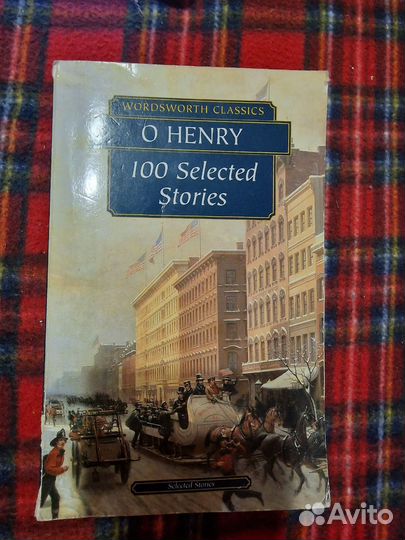 WORDSWORTH CLASSICS
O HENRY
100 Selected
Stories
Selected Stories
Avito